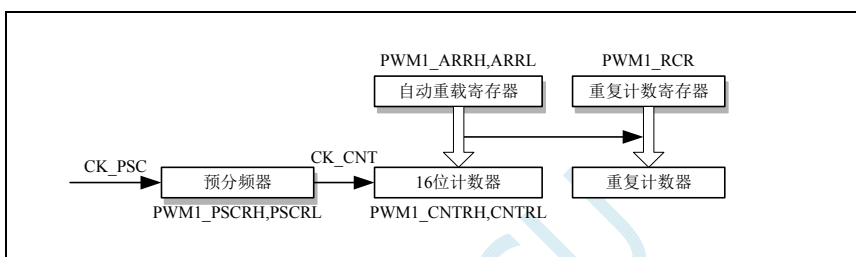 PWM1_ARRH,ARRL PWM1_RCR
自动重载寄存器 重复计数寄存器
CK_PSC CK_CNT
预分频器 16位计数器 重复计数器
PWM1_PSCRH,PSCRL PWM1_CNTRH,CNTRL